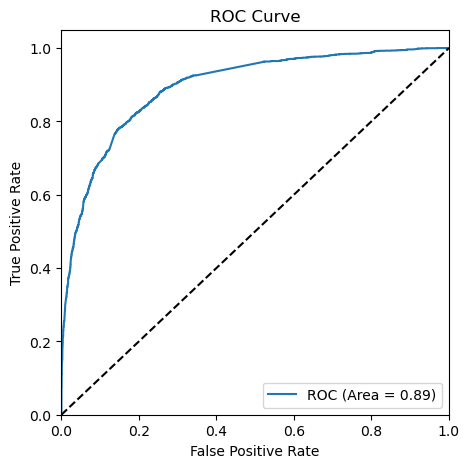 ROC Curve
1.0
0.8
0.6
0.4
0.2
0.0
True Positive Rate
ROC (Area = 0.89)
0.0 0.2 0.4 0.6 0.8 1.0
False Positive Rate